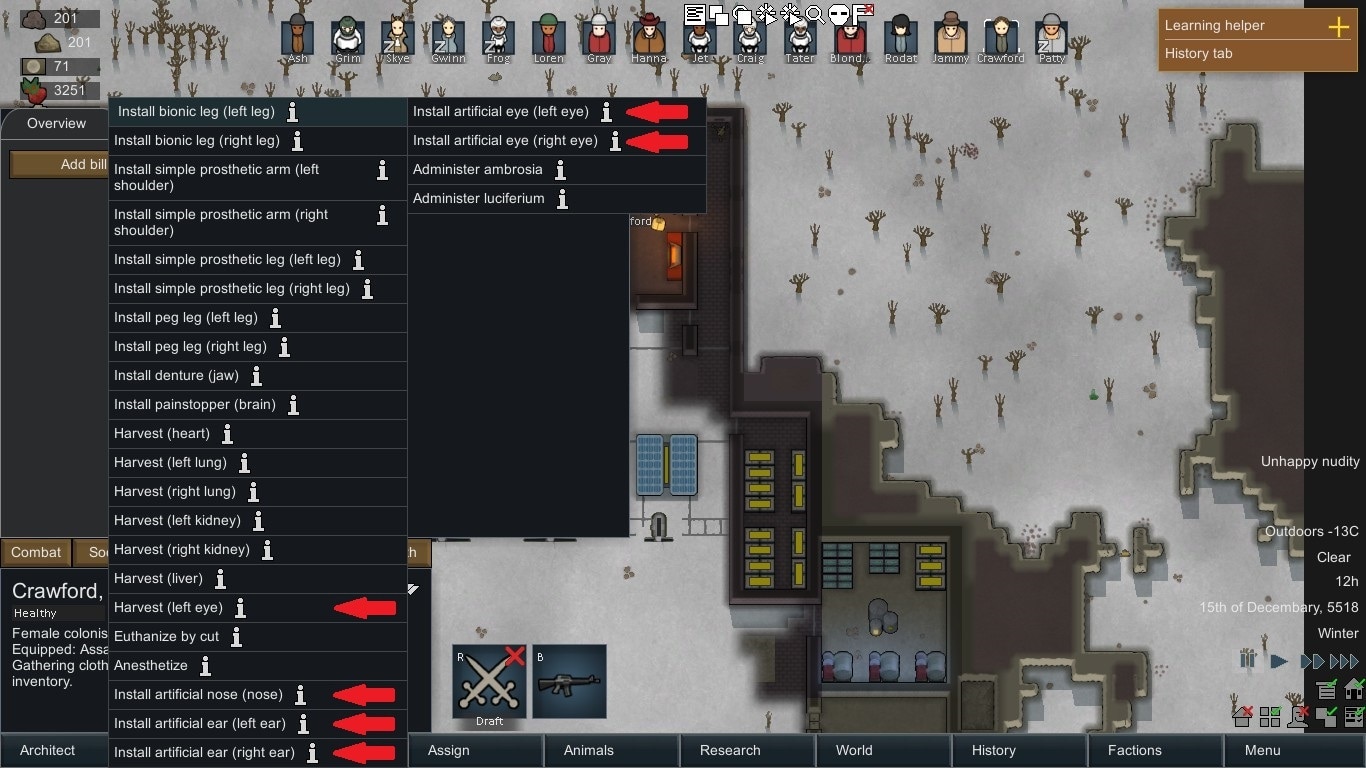 201
201
71
3251
Ash
Grim
Skye
Gwinn
Frog
Loren
Gray
Hanna
Jet
Craig
Tater
Blond...
Rodat
Jammy
Crawford
Patty
Learning helper
History tab
Overview
Add bill
Install bionic leg (left leg)
Install bionic leg (right leg)
Install simple prosthetic arm (left
shoulder)
Install simple prosthetic arm (right
shoulder)
Install simple prosthetic leg (left leg)
Install simple prosthetic leg (right leg)
Install peg leg (left leg)
Install peg leg (right leg)
Install denture (jaw)
Install painstopper (brain)
Harvest (heart)
Harvest (left lung)
Harvest (right lung)
Harvest (left kidney)
Harvest (right kidney)
Harvest (liver)
Harvest (left eye)
Euthanize by cut
Anesthetize
Install artificial nose (nose)
Install artificial ear (left ear)
Install artificial ear (right ear)
Install artificial eye (left eye)
Install artificial eye (right eye)
Administer ambrosia
Administer luciferium
ford
Combat
Soc
th
Crawford,
Healthy
Female colonis
Equipped: Assa
Gathering cloth
inventory.
R
B
Draft
Unhappy nudity
Outdoors -13C
Clear
12h
15th of Decembary, 5518
Winter
Architect
Assign
Animals
Research
World
History
Factions
Menu